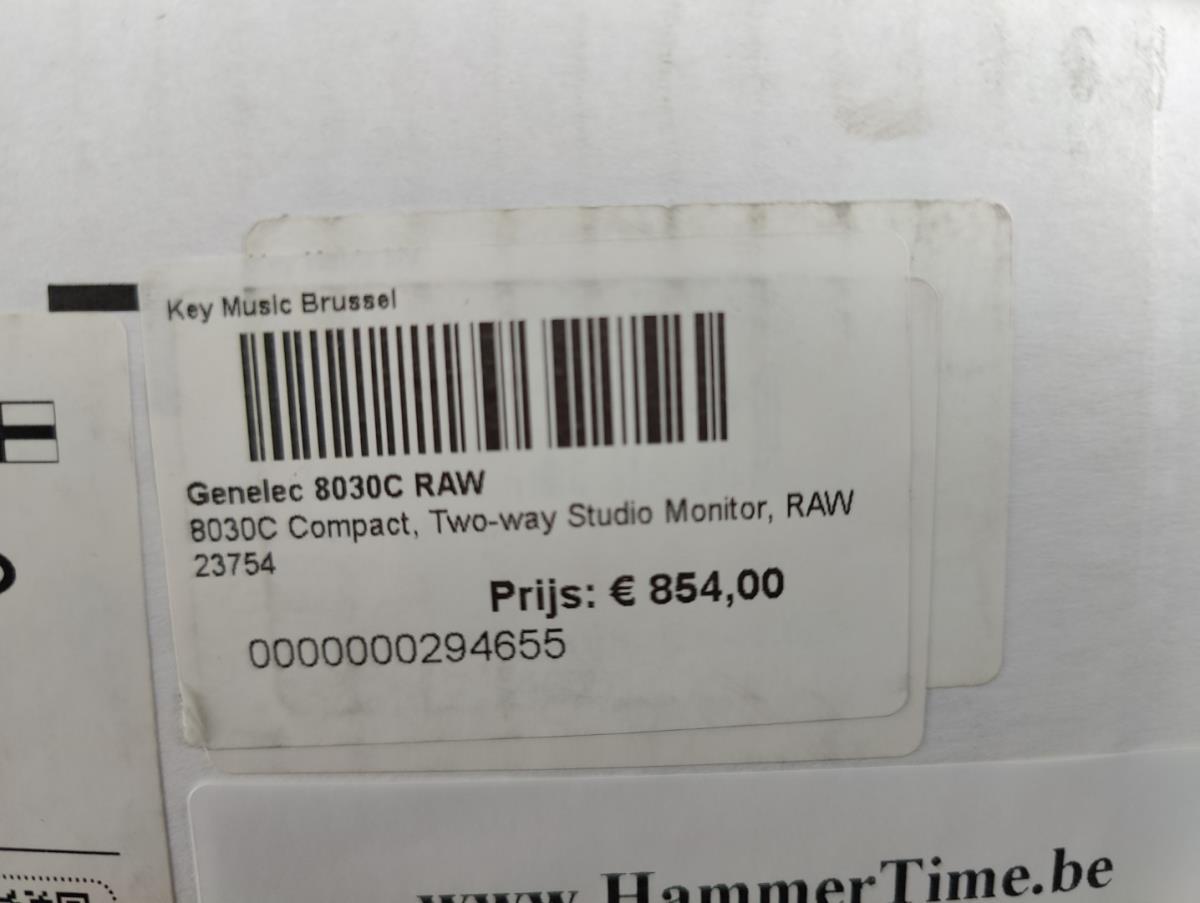 Key Music Brussel
Genelec 8030C RAW
8030C Compact, Two-way Studio Monitor, RAW
23754
Prijs: € 854,00
0000000294655
www.HammerTime.be